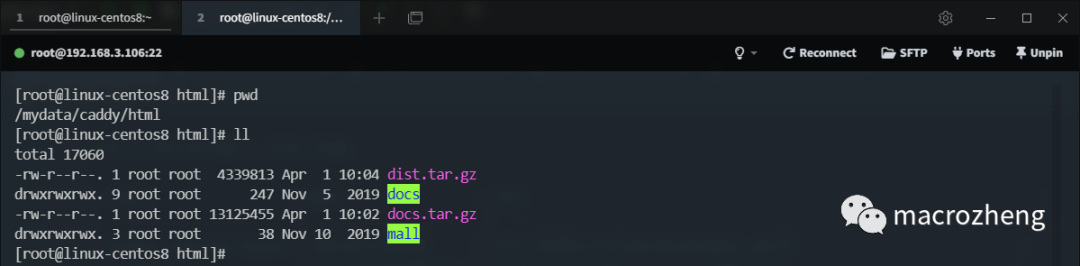 1 root@linux-centos8:~ 2 root@linux-centos8:/...
root@192.168.3.106:22 Reconnect SFTP Ports Unpin
[root@linux-centos8 html]# pwd
/mydata/caddy/html
[root@linux-centos8 html]# ll
total 17060
-rw-r--r--. 1 root root  4339813 Apr  1 10:04 dist.tar.gz
drwxrwxrwx. 9 root root      247 Nov  5  2019 docs
-rw-r--r--. 1 root root 13125455 Apr  1 10:02 docs.tar.gz
drwxrwxrwx. 3 root root       38 Nov 10  2019 mall
[root@linux-centos8 html]#
macrozheng